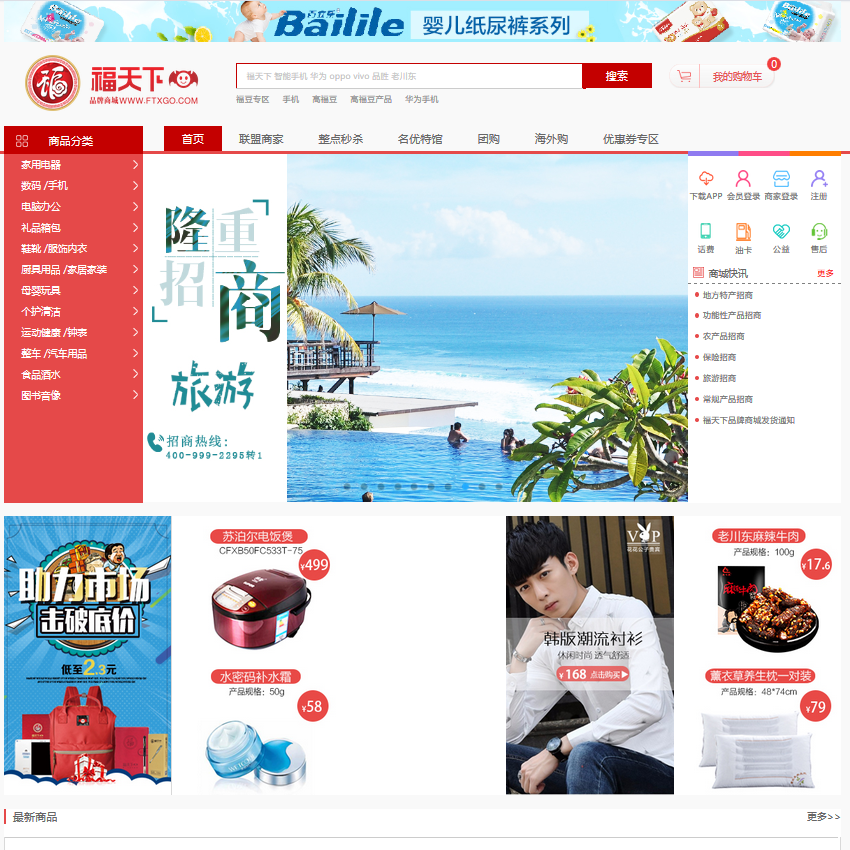 Bailile 婴儿纸尿裤系列
福
福天下
品牌商城WWW.FTXGO.COM
福天下 智能手机 华为 oppo vivo 品胜 老川东
搜索
我的购物车
0
福豆专区 手机 高福豆 高福豆产品 华为手机
商品分类
首页 联盟商家 整点秒杀 名优特馆 团购 海外购 优惠券专区
家用电器
数码 /手机
电脑办公
礼品箱包
鞋靴 /服饰内衣
厨具用品 /家居家装
母婴玩具
个护清洁
运动健康 /钟表
整车 /汽车用品
食品酒水
图书音像
隆重
招商
旅游
招商热线:
400-999-2295转1
下载APP 会员登录 商家登录 注册
话费 油卡 公益 售后
商城快讯 更多
地方特产招商
功能性产品招商
农产品招商
保险招商
旅游招商
常规产品招商
福天下品牌商城发货通知
助力市场
击破底价
低至2.3元
苏泊尔电饭煲
CFXB50FC533T-75
¥499
水密码补水霜
产品规格：50g
¥58
VIP
花花公子贵宾
韩版潮流衬衫
休闲时尚 透气舒适
¥168 点击购买▶
老川东麻辣牛肉
产品规格：100g
¥17.6
薰衣草养生枕一对装
产品规格：48*74cm
¥79
最新商品
更多>>